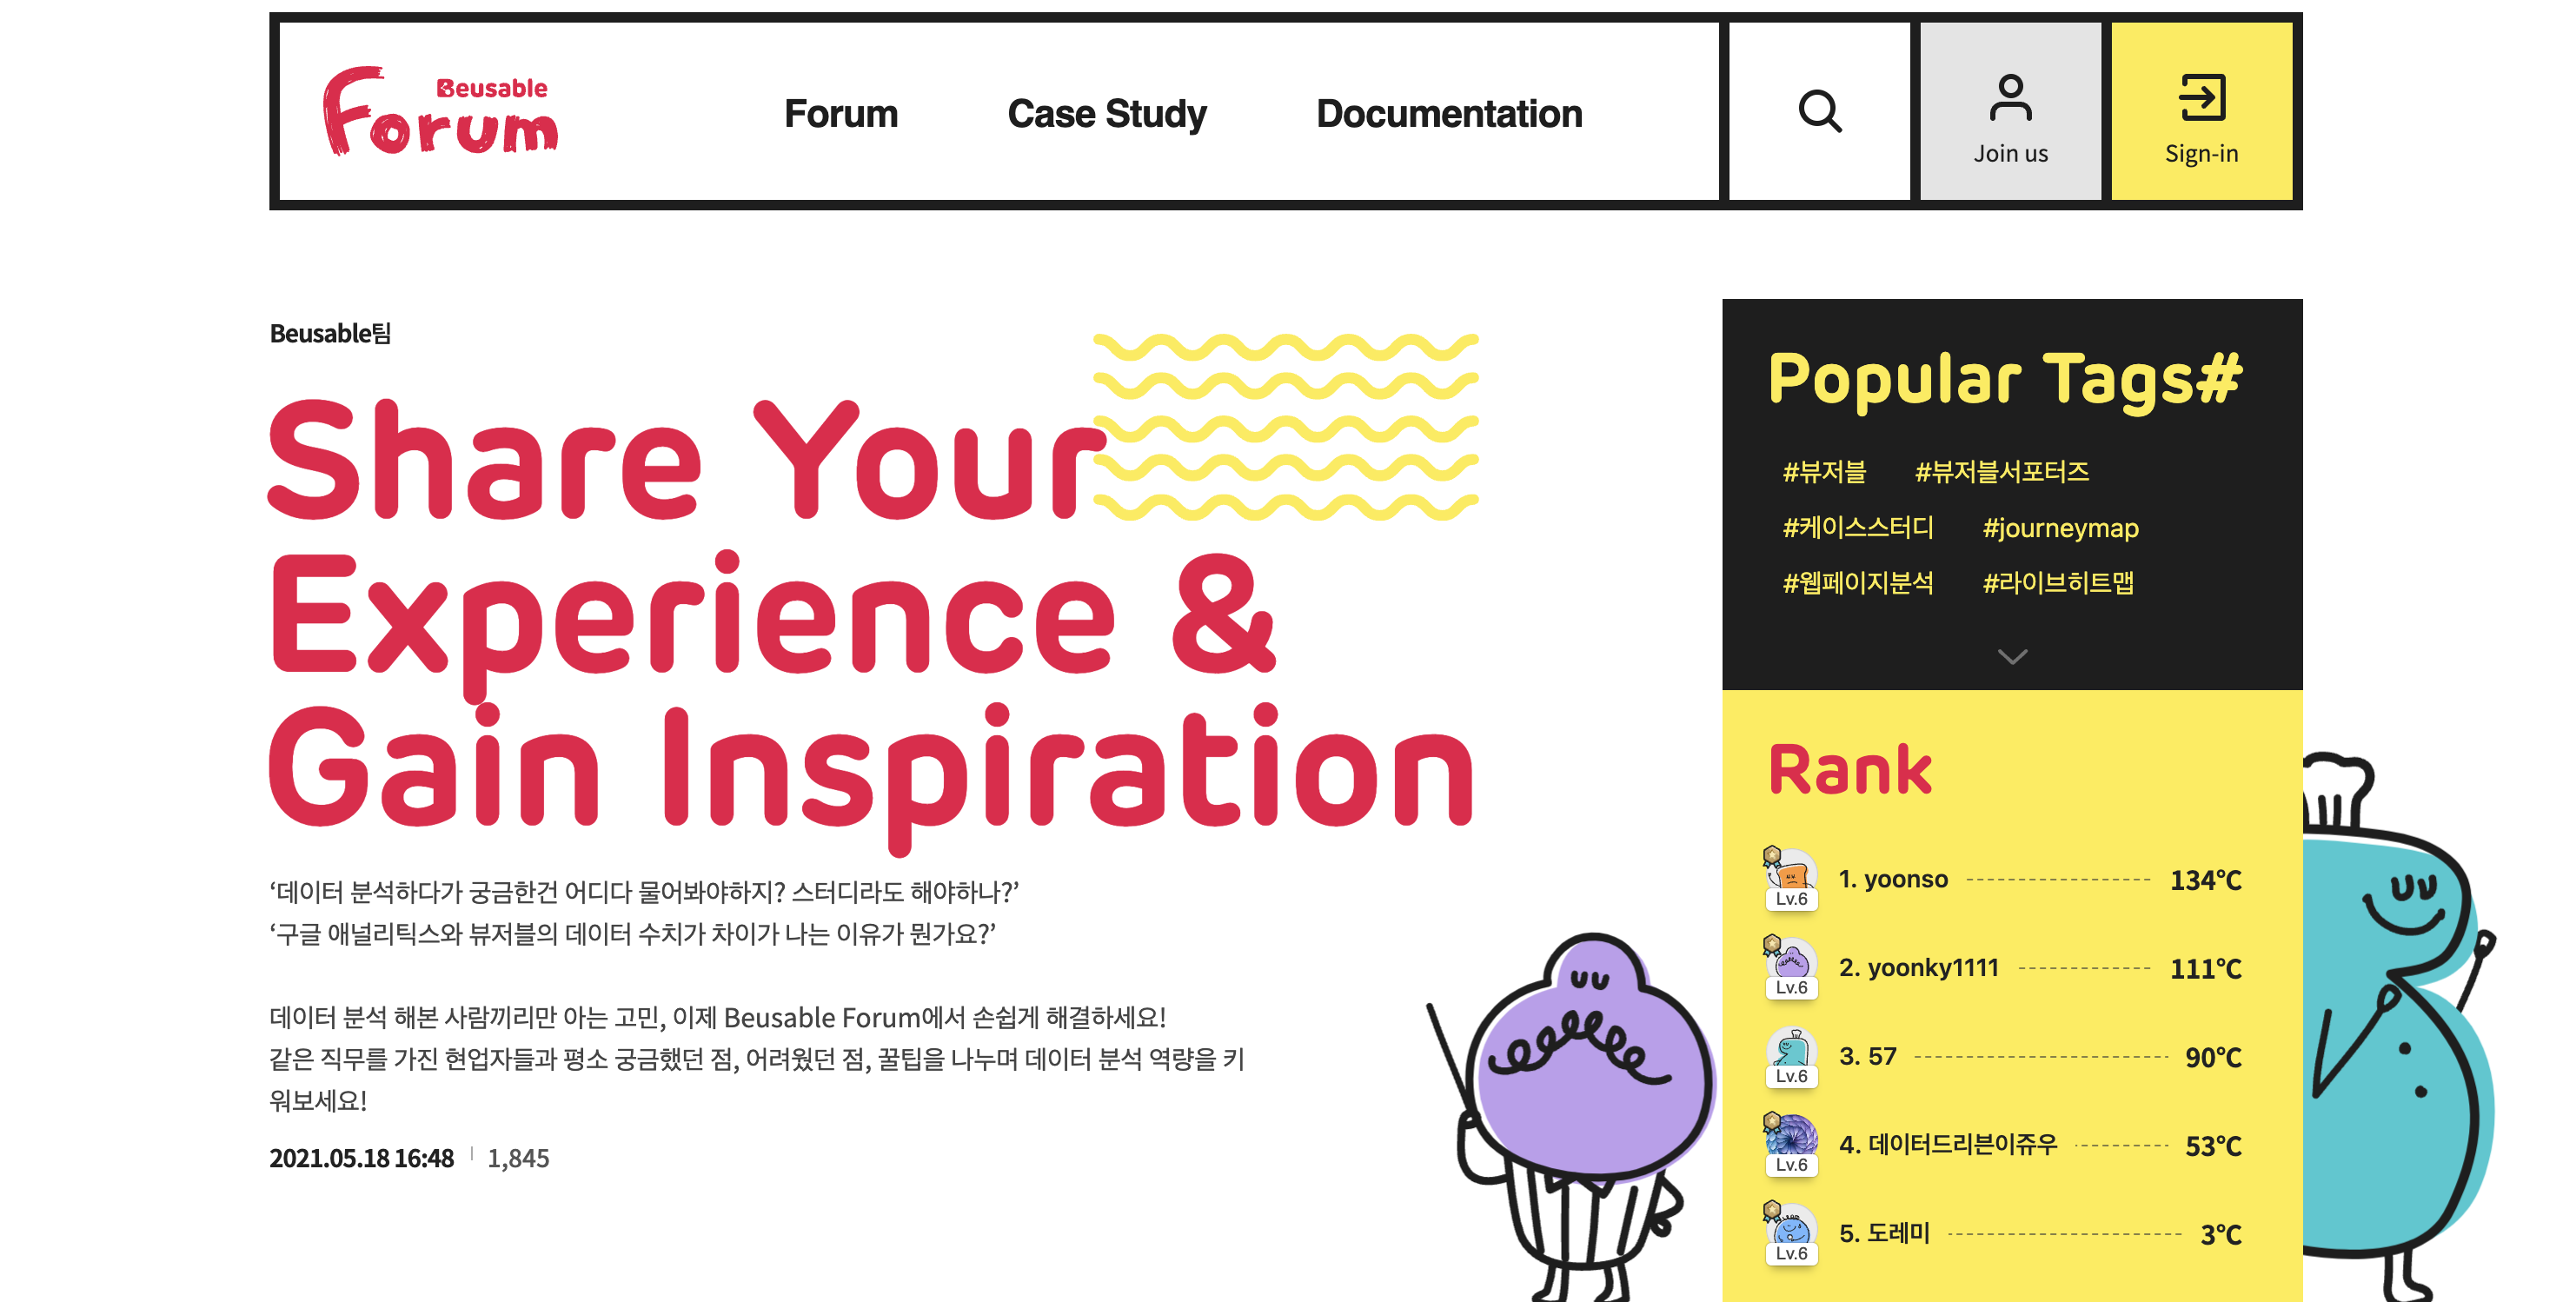 Beusable
Forum
Forum
Case Study
Documentation
Join us
Sign-in
Beusable팀
Share Your
Experience &
Gain Inspiration
‘데이터 분석하다가 궁금한건 어디다 물어봐야하지? 스터디라도 해야하나?’
‘구글 애널리틱스와 뷰저블의 데이터 수치가 차이가 나는 이유가 뭔가요?’
데이터 분석 해본 사람끼리만 아는 고민, 이제 Beusable Forum에서 손쉽게 해결하세요!
같은 직무를 가진 현업자들과 평소 궁금했던 점, 어려웠던 점, 꿀팁을 나누며 데이터 분석 역량을 키
워보세요!
2021.05.18 16:48 | 1,845
Popular Tags#
#뷰저블 #뷰저블서포터즈
#케이스스터디 #journeymap
#웹페이지분석 #라이브히트맵
Rank
Lv.6 1. yoonso 134℃
Lv.6 2. yoonky1111 111℃
Lv.6 3. 57 90℃
Lv.6 4. 데이터드리븐이쥬우 53℃
Lv.6 5. 도레미 3℃